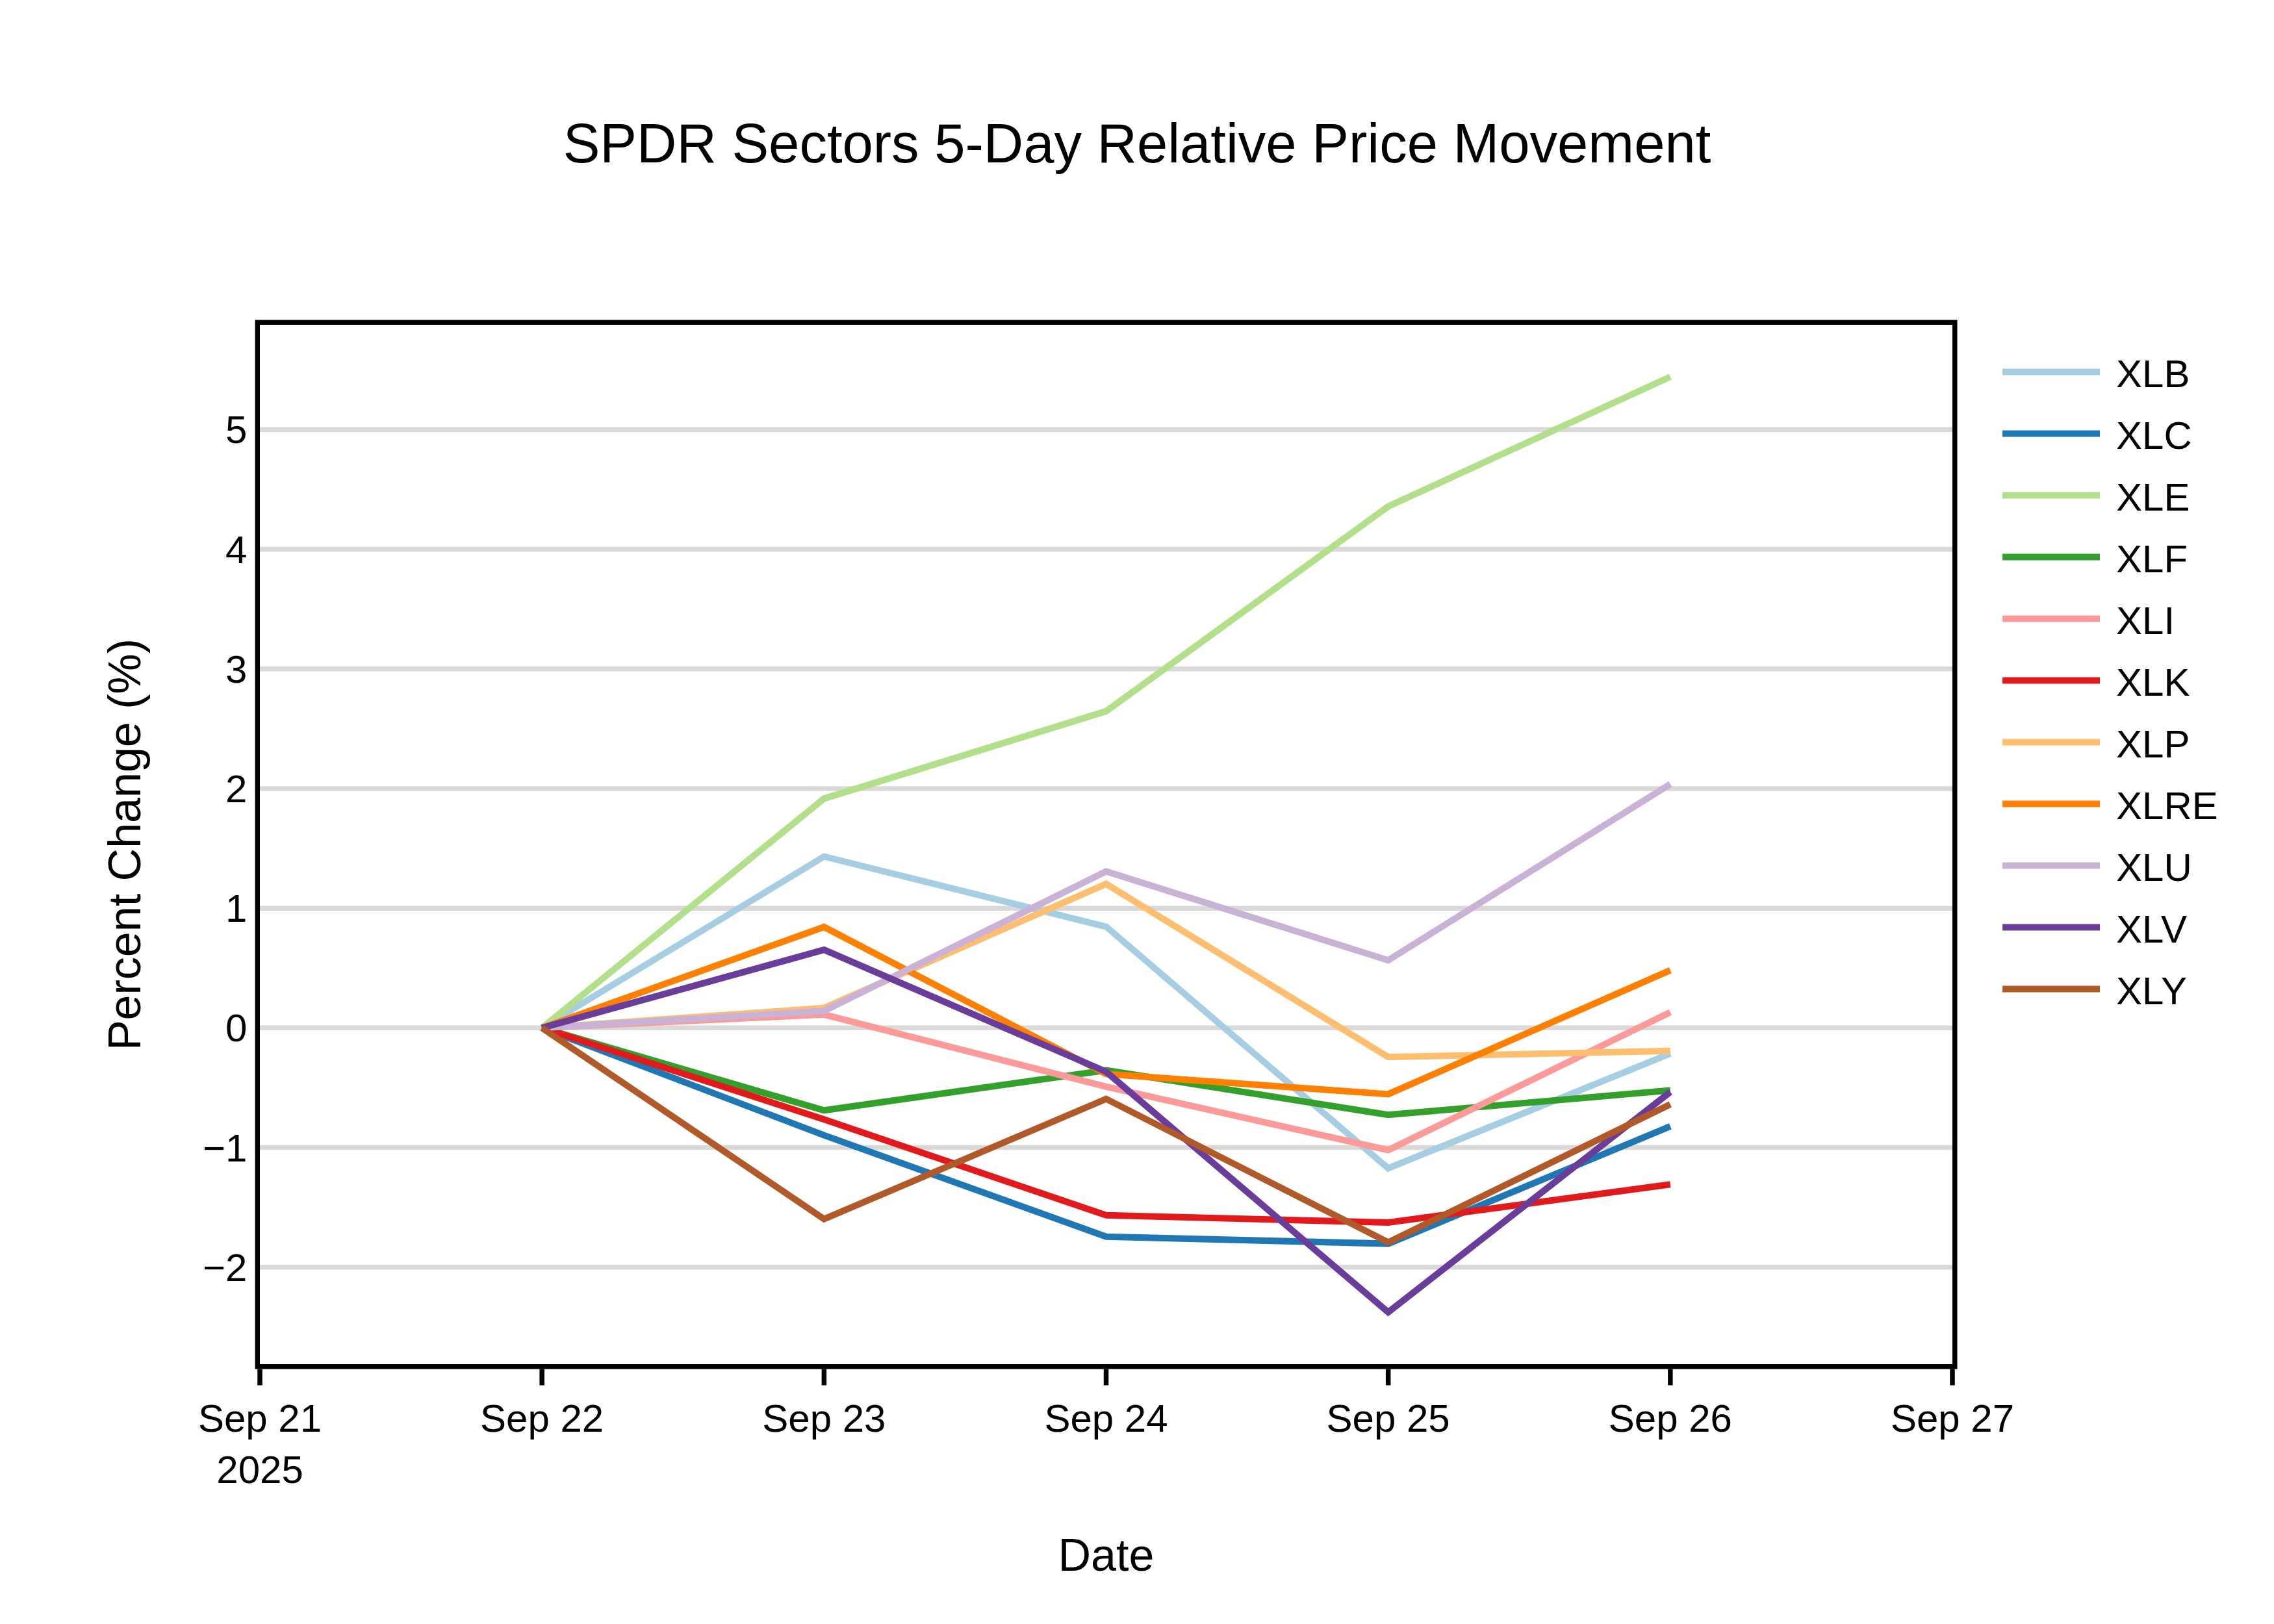 SPDR Sectors 5-Day Relative Price Movement
Percent Change (%)
5
4
3
2
1
0
−1
−2
Sep 21
2025
Sep 22
Sep 23
Sep 24
Sep 25
Sep 26
Sep 27
Date
XLB
XLC
XLE
XLF
XLI
XLK
XLP
XLRE
XLU
XLV
XLY